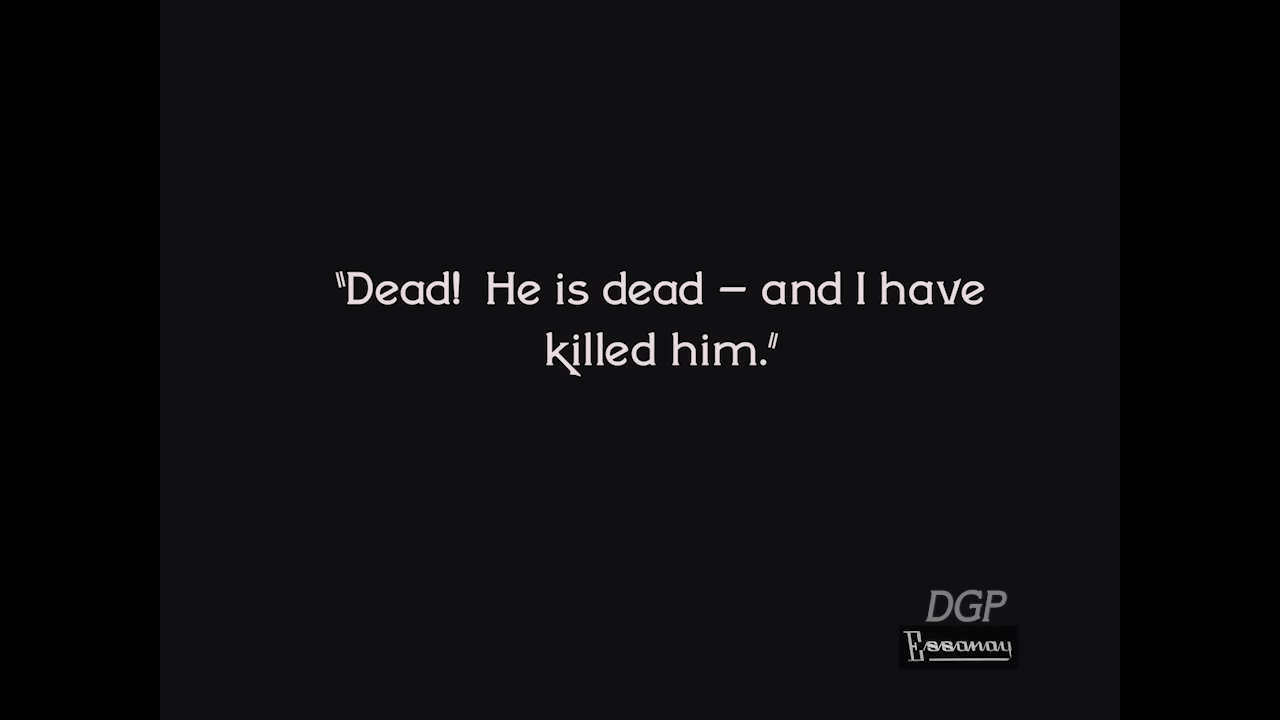 "Dead!  He is dead — and I have
killed him."
DGP
Essanay